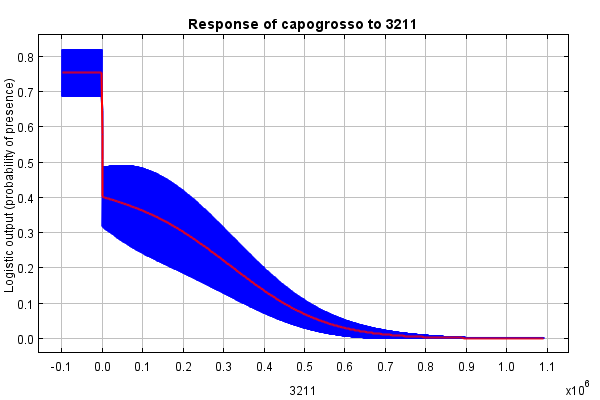 Response of capogrosso to 3211
Logistic output (probability of presence)
0.8
0.7
0.6
0.5
0.4
0.3
0.2
0.1
0.0
-0.1 0.0 0.1 0.2 0.3 0.4 0.5 0.6 0.7 0.8 0.9 1.0 1.1
3211 x10⁶